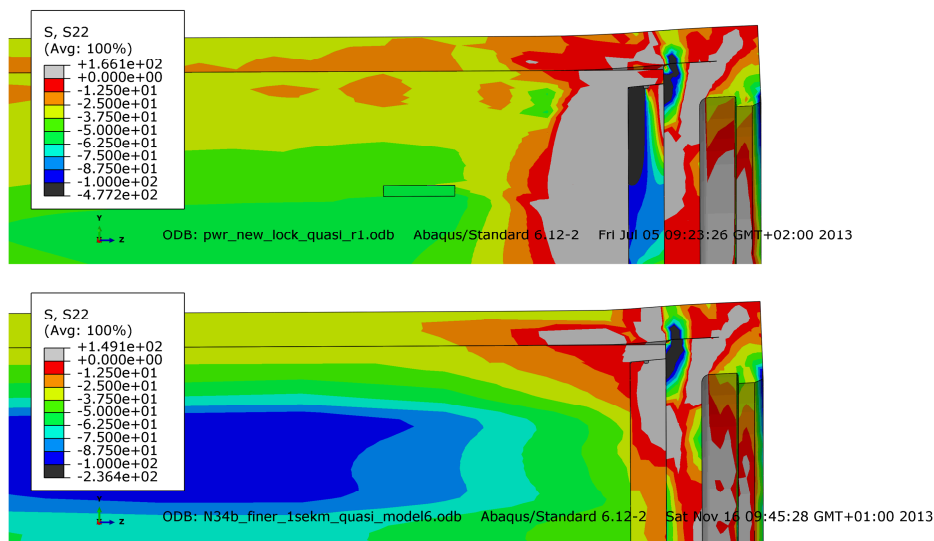 S, S22
(Avg: 100%)
+1.661e+02
+0.000e+00
-1.250e+01
-2.500e+01
-3.750e+01
-5.000e+01
-6.250e+01
-7.500e+01
-8.750e+01
-1.000e+02
-4.772e+02
Y
Z
ODB: pwr_new_lock_quasi_r1.odb Abaqus/Standard 6.12-2 Fri Jul 05 09:23:26 GMT+02:00 2013
S, S22
(Avg: 100%)
+1.491e+02
+0.000e+00
-1.250e+01
-2.500e+01
-3.750e+01
-5.000e+01
-6.250e+01
-7.500e+01
-8.750e+01
-1.000e+02
-2.364e+02
Y
Z
ODB: N34b_finer_1sekm_quasi_model6.odb Abaqus/Standard 6.12-2 Sat Nov 16 09:45:28 GMT+01:00 2013